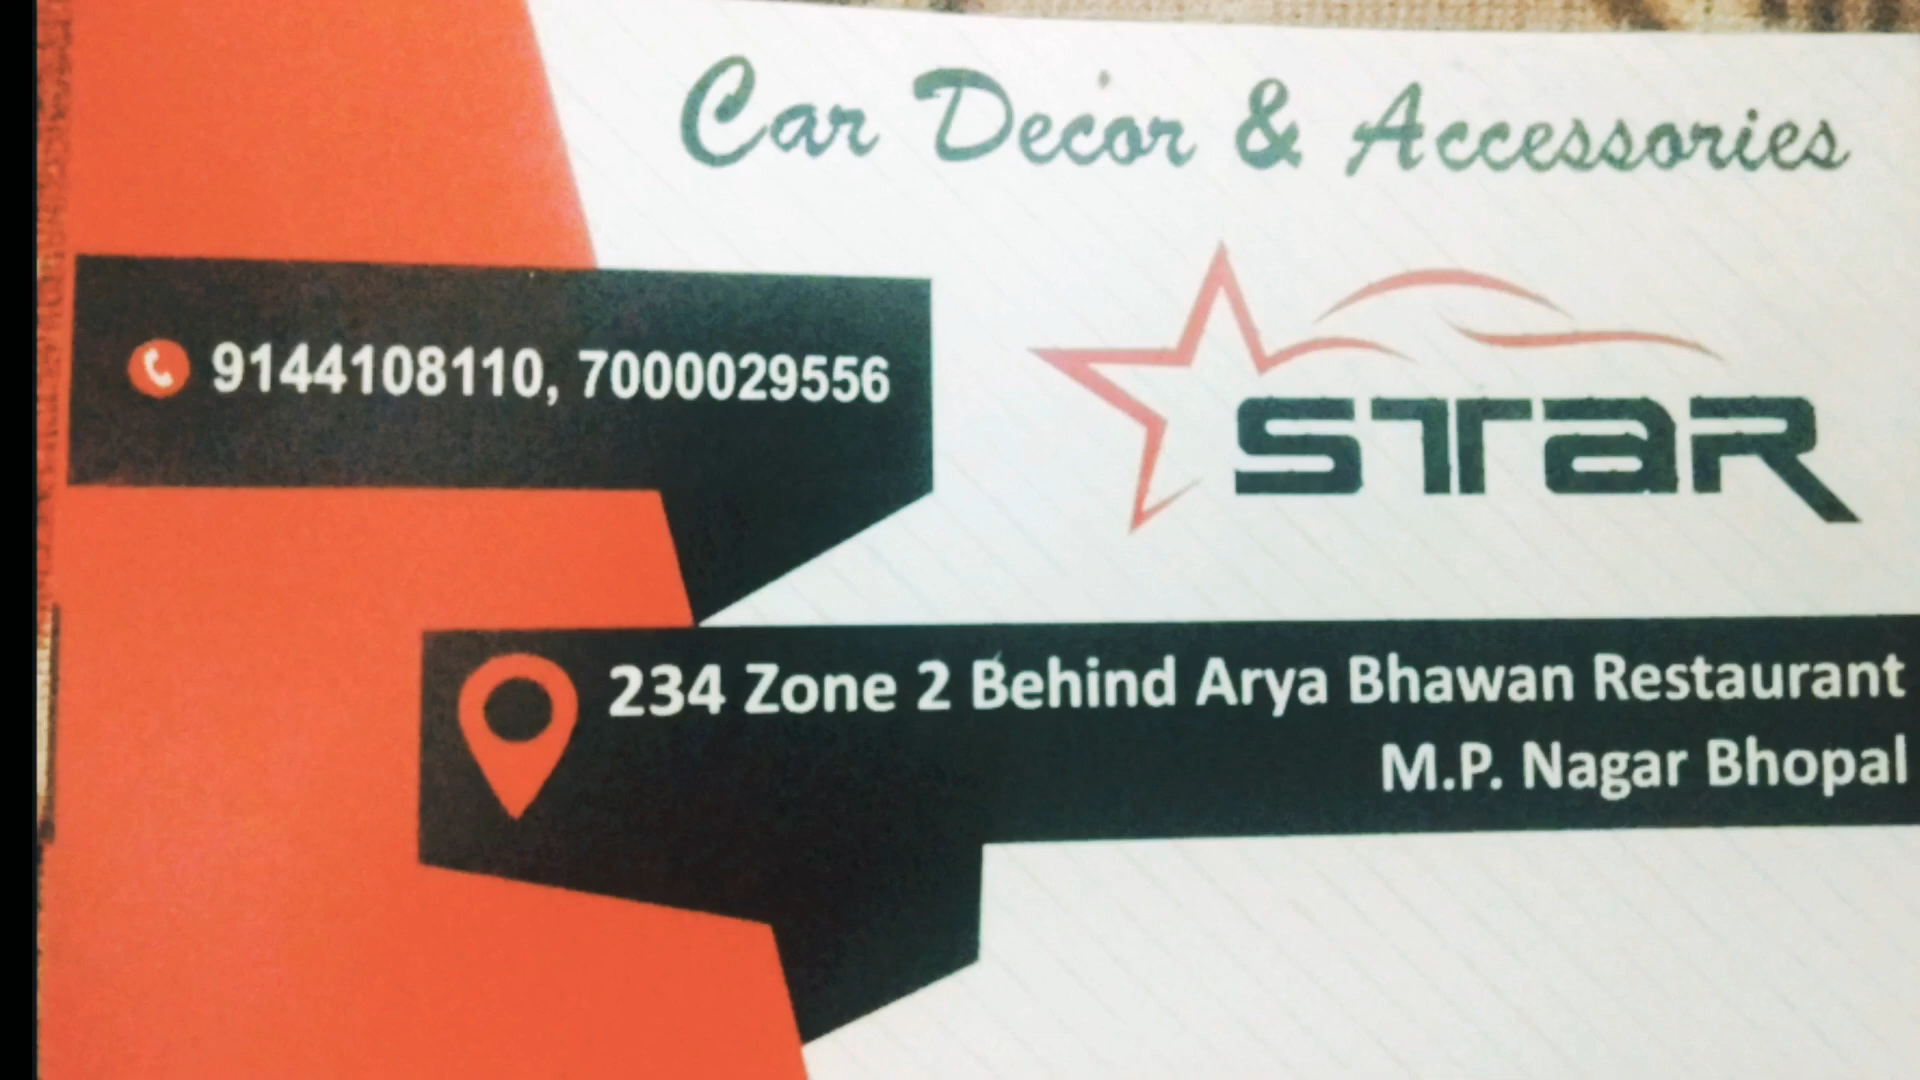 Car Decor & Accessories
9144108110, 7000029556
STAR
234 Zone 2 Behind Arya Bhawan Restaurant
M.P. Nagar Bhopal